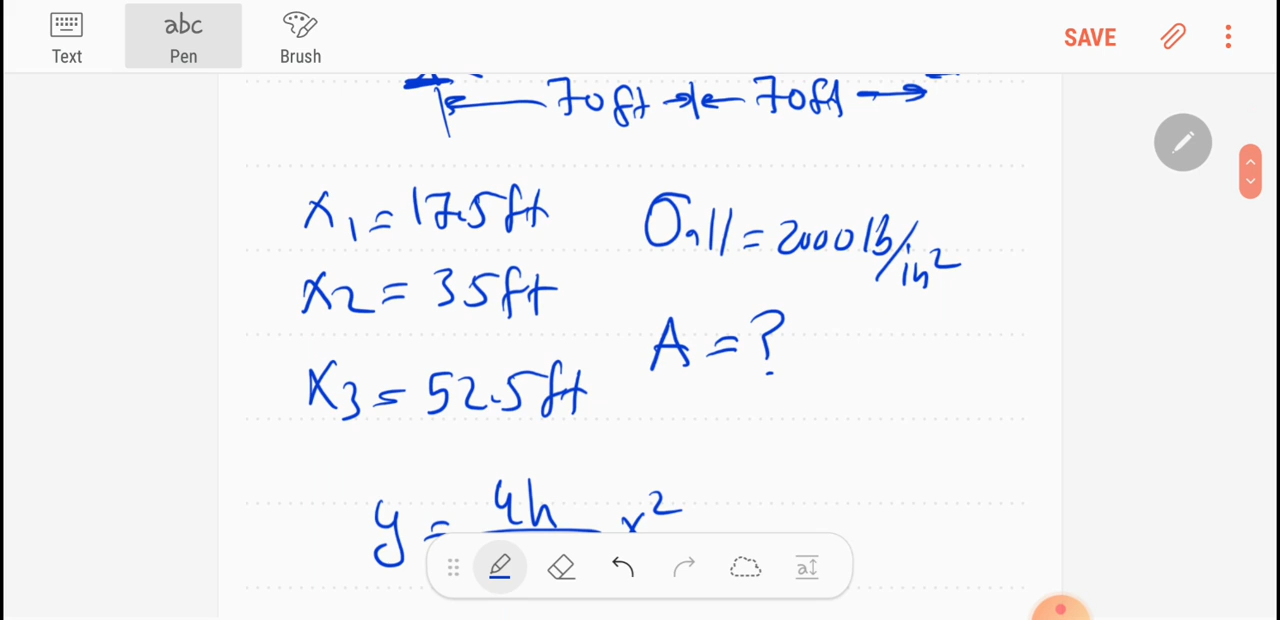 abc
SAVE
Text
Pen
Brush
70ft 70ft
x1 = 17.5ft
σall = 2000 lb/in²
x2 = 35ft
A = ?
x3 = 52.5ft
y = 4h x²